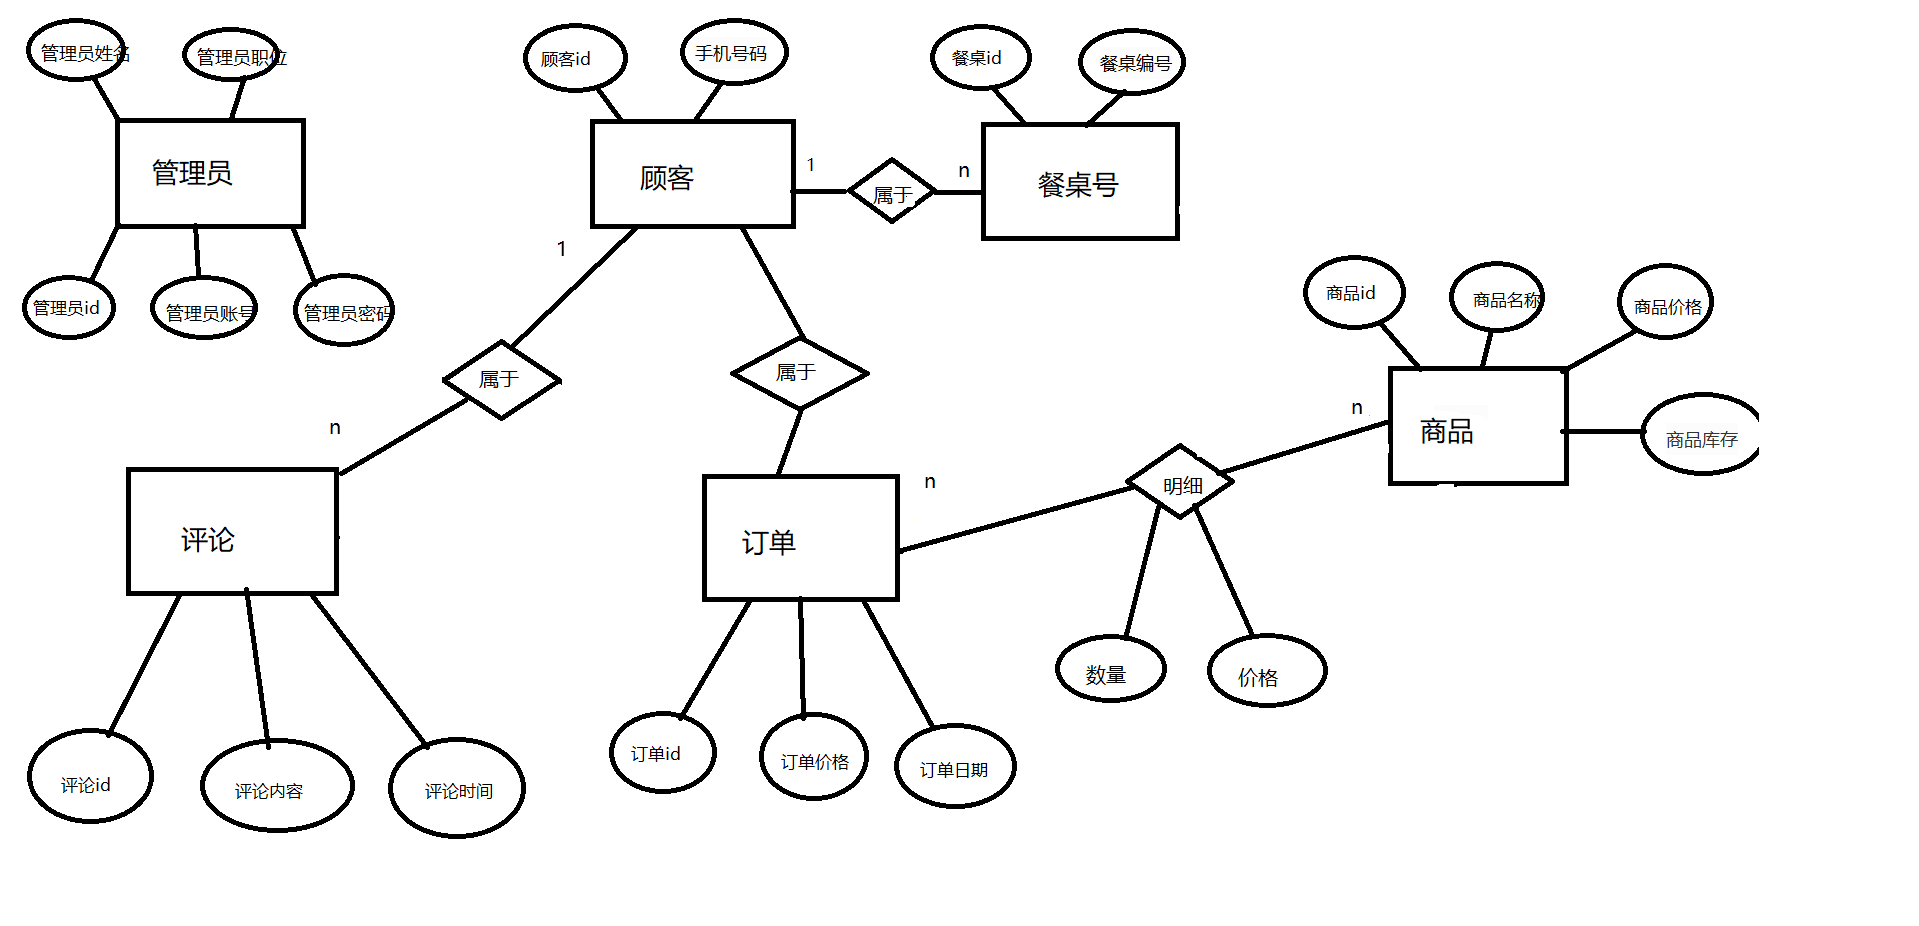 管理员姓名
管理员职位
顾客id
手机号码
餐桌id
餐桌编号
管理员
顾客
1
属于
n
餐桌号
1
管理员id
管理员账号
管理员密码
商品id
商品名称
商品价格
属于
属于
n
n
商品
商品库存
评论
订单
n
明细
数量
价格
评论id
评论内容
评论时间
订单id
订单价格
订单日期